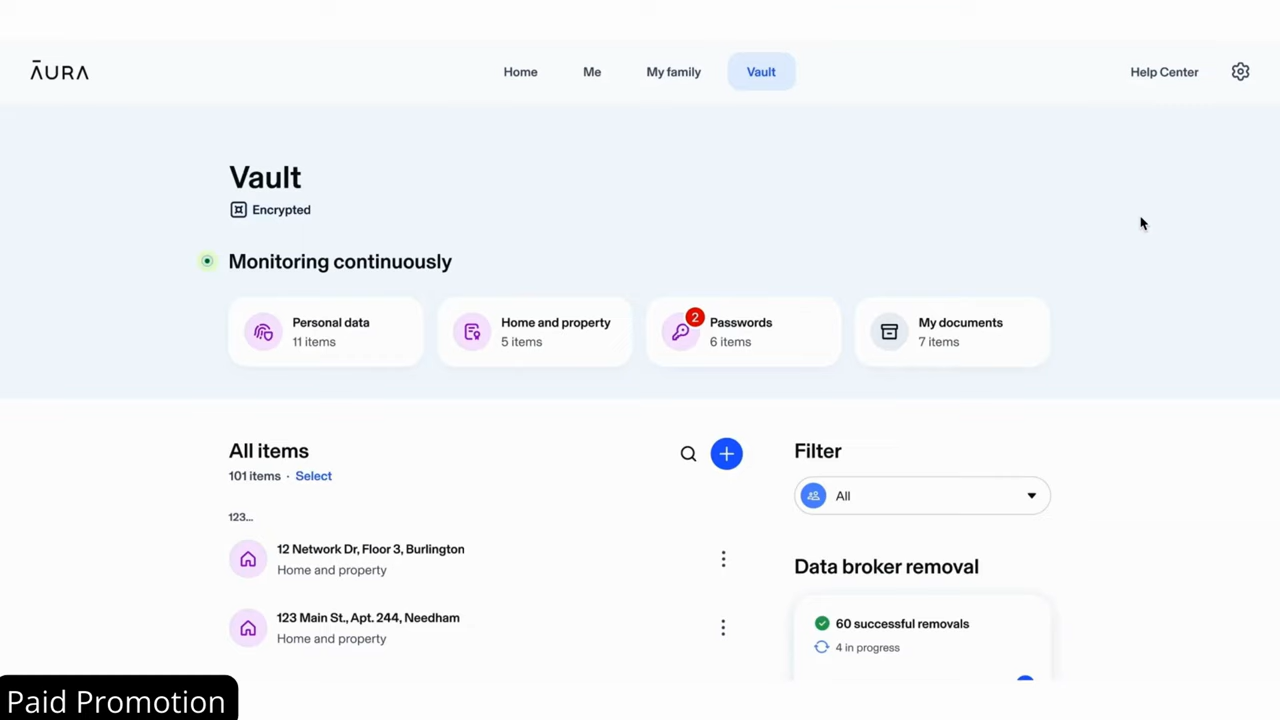 ĀURA
Home
Me
My family
Vault
Help Center
Vault
Encrypted
Monitoring continuously
Personal data
11 items
Home and property
5 items
2
Passwords
6 items
My documents
7 items
All items
101 items · Select
123...
12 Network Dr, Floor 3, Burlington
Home and property
123 Main St., Apt. 244, Needham
Home and property
Filter
All
Data broker removal
60 successful removals
4 in progress
Paid Promotion